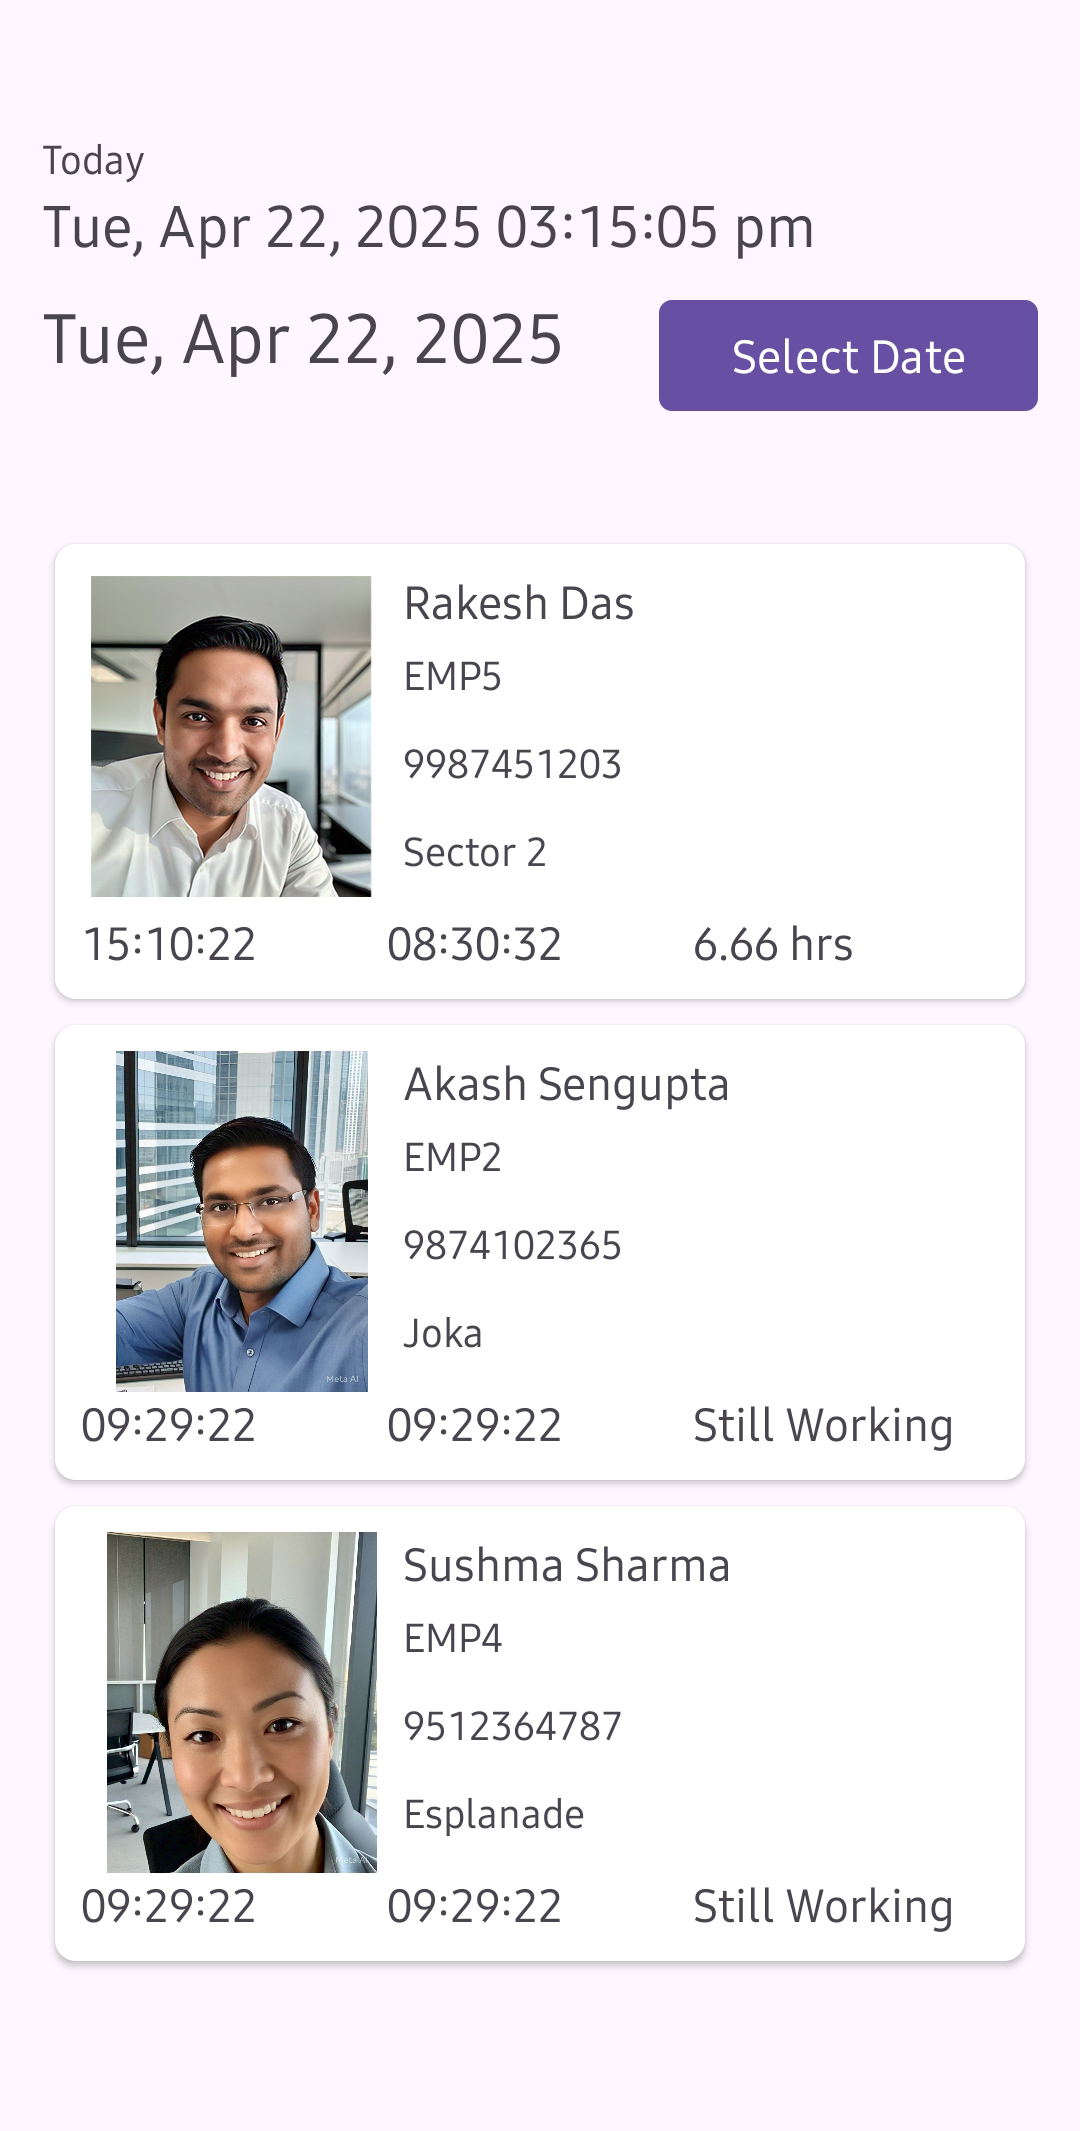 Today
Tue, Apr 22, 2025 03:15:05 pm
Tue, Apr 22, 2025
Select Date
Rakesh Das
EMP5
9987451203
Sector 2
15:10:22 08:30:32 6.66 hrs
Akash Sengupta
EMP2
9874102365
Joka
Meta AI
09:29:22 09:29:22 Still Working
Sushma Sharma
EMP4
9512364787
Esplanade
Meta AI
09:29:22 09:29:22 Still Working